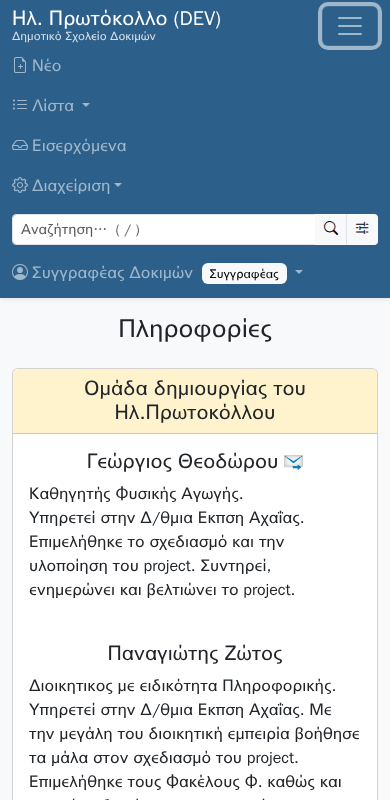 Ηλ. Πρωτόκολλο (DEV)
Δημοτικό Σχολείο Δοκιμών
Νέο
Λίστα
Εισερχόμενα
Διαχείριση
Αναζήτηση… ( / )
Συγγραφέας Δοκιμών Συγγραφέας
Πληροφορίες
Ομάδα δημιουργίας του
Ηλ.Πρωτοκόλλου
Γεώργιος Θεοδώρου
Καθηγητής Φυσικής Αγωγής.
Υπηρετεί στην Δ/θμια Εκπση Αχαΐας.
Επιμελήθηκε το σχεδιασμό και την
υλοποίηση του project. Συντηρεί,
ενημερώνει και βελτιώνει το project.
Παναγιώτης Ζώτος
Διοικητικος με ειδικότητα Πληροφορικής.
Υπηρετεί στην Δ/θμια Εκπση Αχαΐας. Με
την μεγάλη του διοικητική εμπειρία βοήθησε
τα μάλα στον σχεδιασμό του project.
Επιμελήθηκε τους Φακέλους Φ. καθώς και